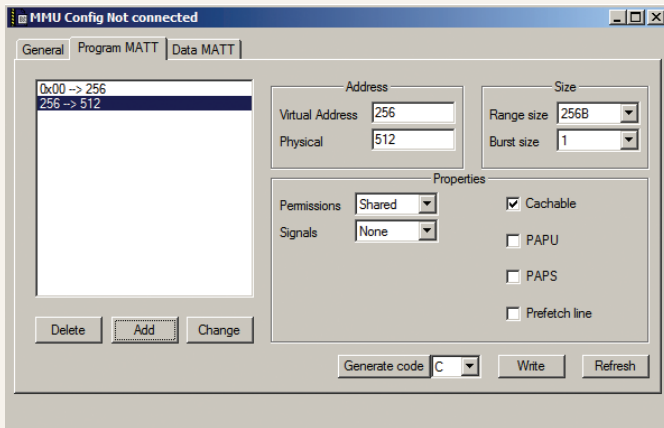 MMU Config Not connected
General Program MATT Data MATT
0x00 --> 256
256 --> 512
Address
Virtual Address 256
Physical 512
Size
Range size 256B
Burst size 1
Properties
Permissions Shared
Signals None
Cachable
PAPU
PAPS
Prefetch line
Delete Add Change
Generate code C Write Refresh